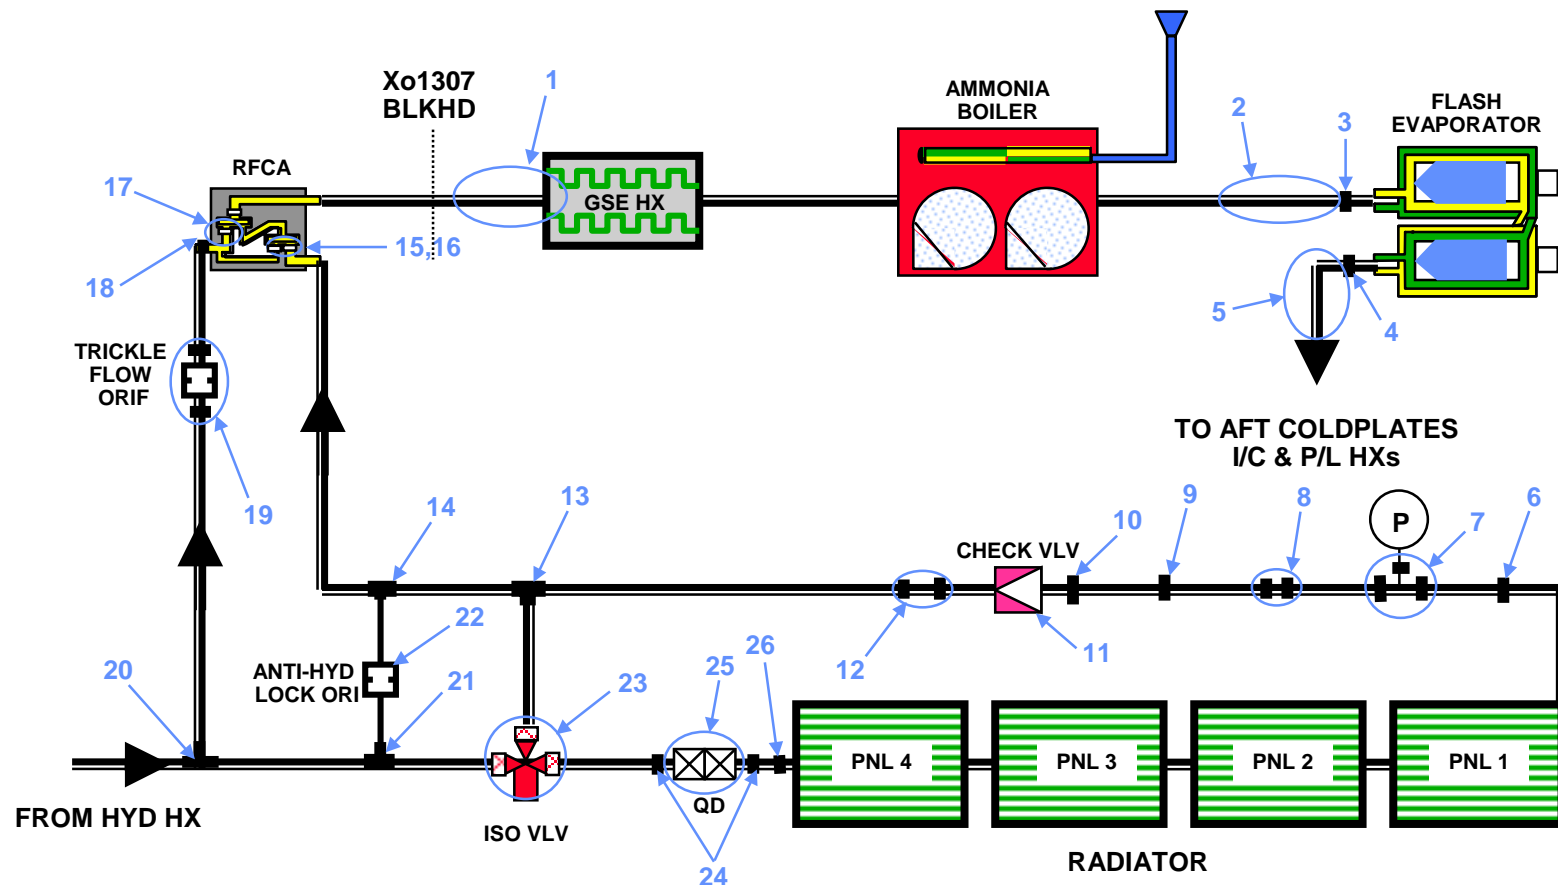 Xo1307
BLKHD
1
AMMONIA
BOILER
2
3
FLASH
EVAPORATOR
RFCA
17
GSE HX
15,16
18
5
4
TRICKLE
FLOW
ORIF
19
TO AFT COLDPLATES
I/C & P/L HXs
14
13
CHECK VLV
10
9
8
P
7
6
12
11
20
ANTI-HYD
LOCK ORI
22
21
23
25
26
FROM HYD HX
ISO VLV
QD
24
PNL 4
PNL 3
PNL 2
PNL 1
RADIATOR